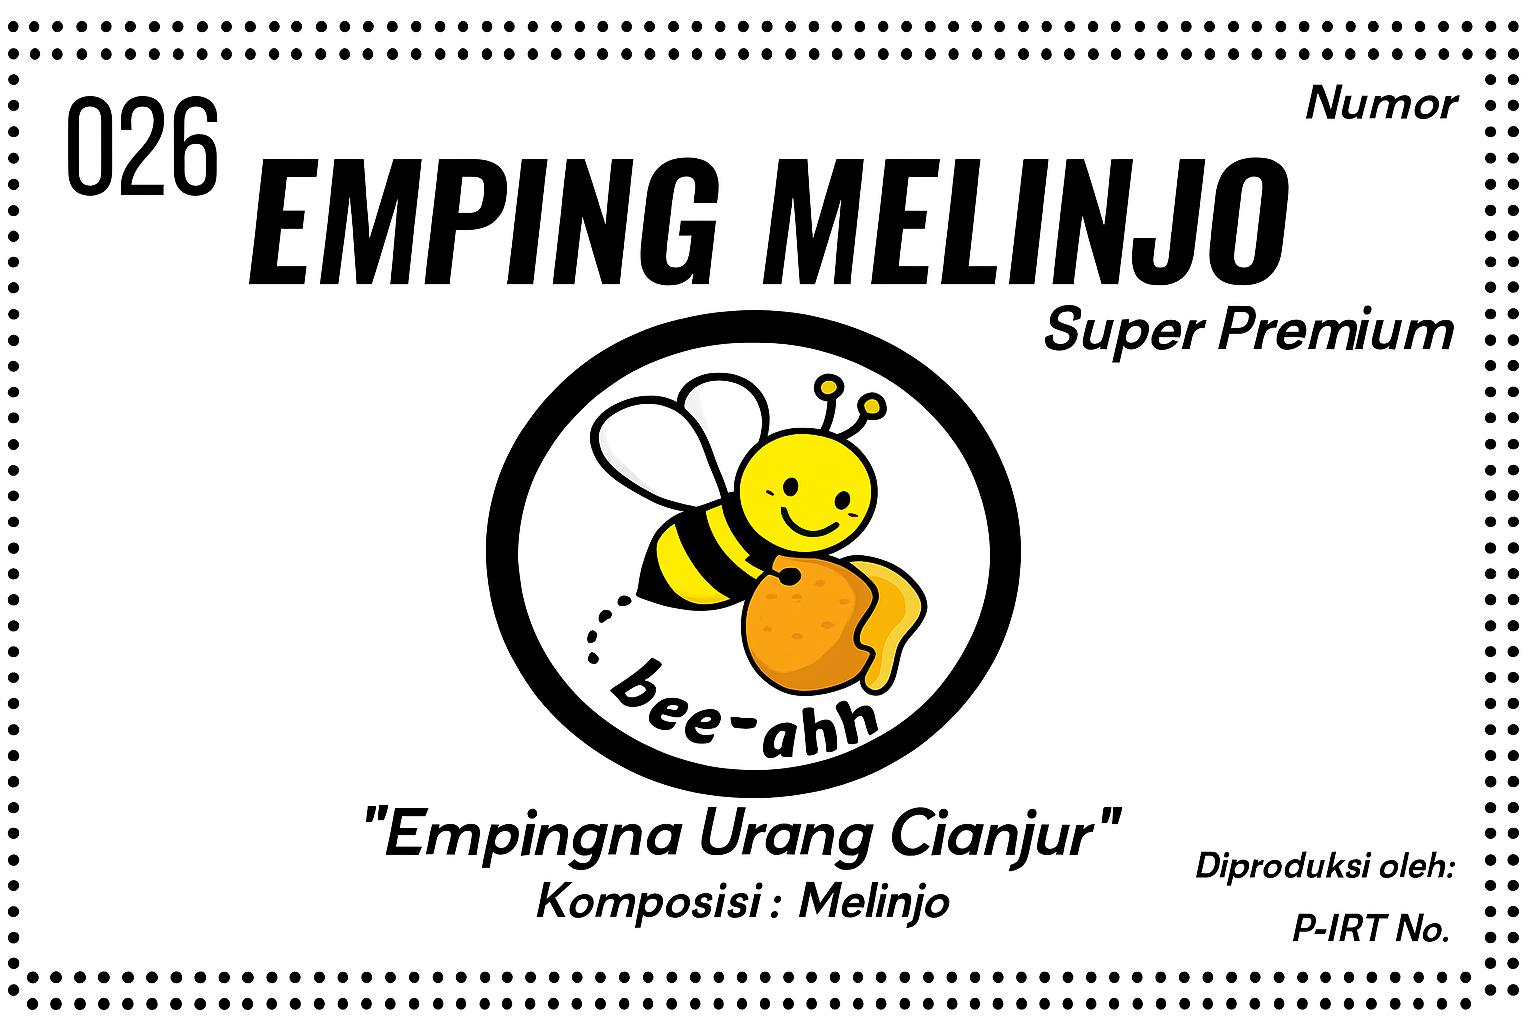 026
Numor
EMPING MELINJO
Super Premium
bee-ahh
"Empingna Urang Cianjur"
Komposisi : Melinjo
Diproduksi oleh:
P-IRT No.